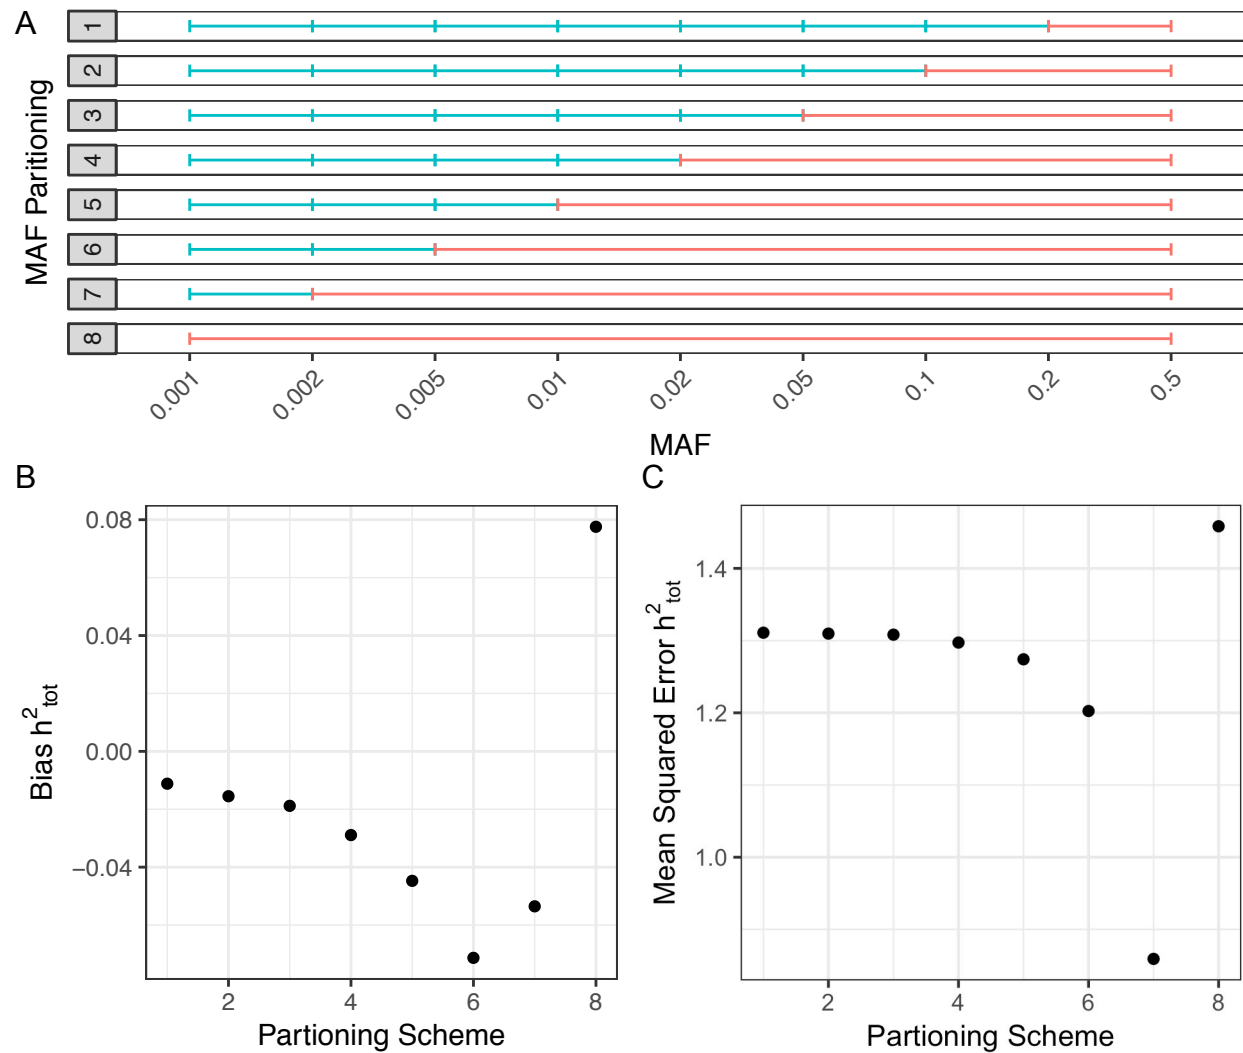 A
MAF Paritioning
1
2
3
4
5
6
7
8
0.001 0.002 0.005 0.01 0.02 0.05 0.1 0.2 0.5
MAF
B
Bias h²tot
0.08
0.04
0.00
−0.04
2 4 6 8
Partioning Scheme
C
Mean Squared Error h²tot
1.4
1.2
1.0
2 4 6 8
Partioning Scheme